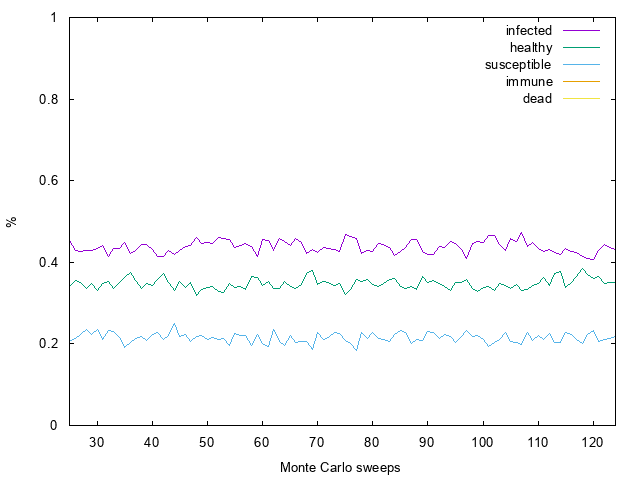 1
0.8
0.6
0.4
0.2
0
%
infected
healthy
susceptible
immune
dead
30 40 50 60 70 80 90 100 110 120
Monte Carlo sweeps